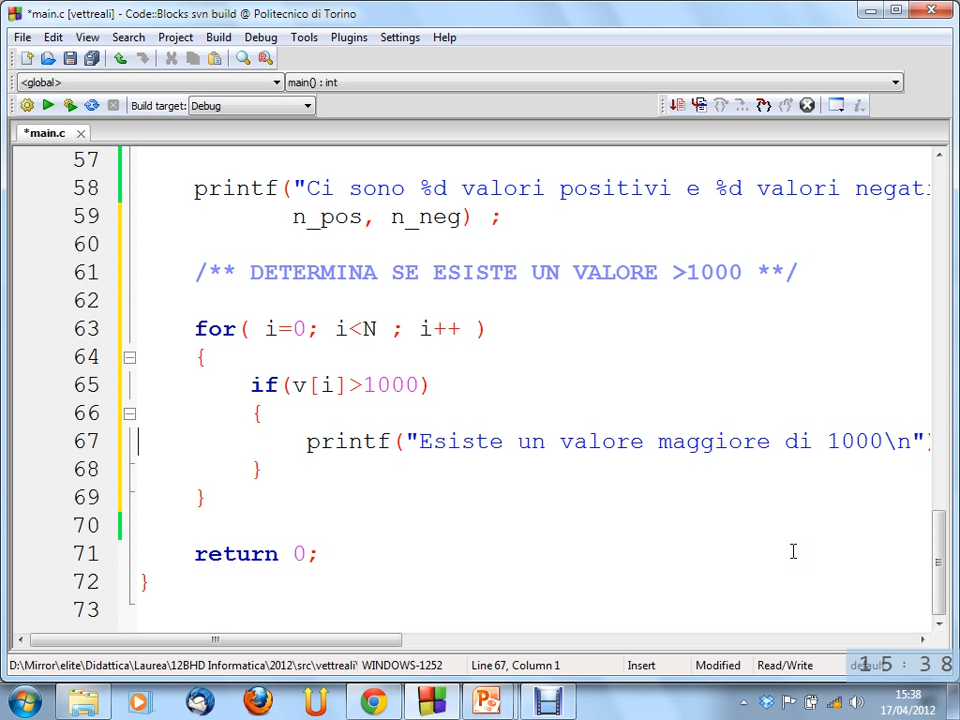 *main.c [vettreali] - Code::Blocks svn build @ Politecnico di Torino
File Edit View Search Project Build Debug Tools Plugins Settings Help
<global> main() : int
Build target: Debug
*main.c
57
58 printf("Ci sono %d valori positivi e %d valori negati
59 n_pos, n_neg) ;
60
61 /** DETERMINA SE ESISTE UN VALORE >1000 **/
62
63 for( i=0; i<N ; i++ )
64 {
65 if(v[i]>1000)
66 {
67 printf("Esiste un valore maggiore di 1000\n")
68 }
69 }
70
71 return 0;
72 }
73
D:\Mirror\elite\Didattica\Laurea\12BHD Informatica\2012\src\vettreali\ WINDOWS-1252 Line 67, Column 1 Insert Modified Read/Write default
15:38
15:38
17/04/2012